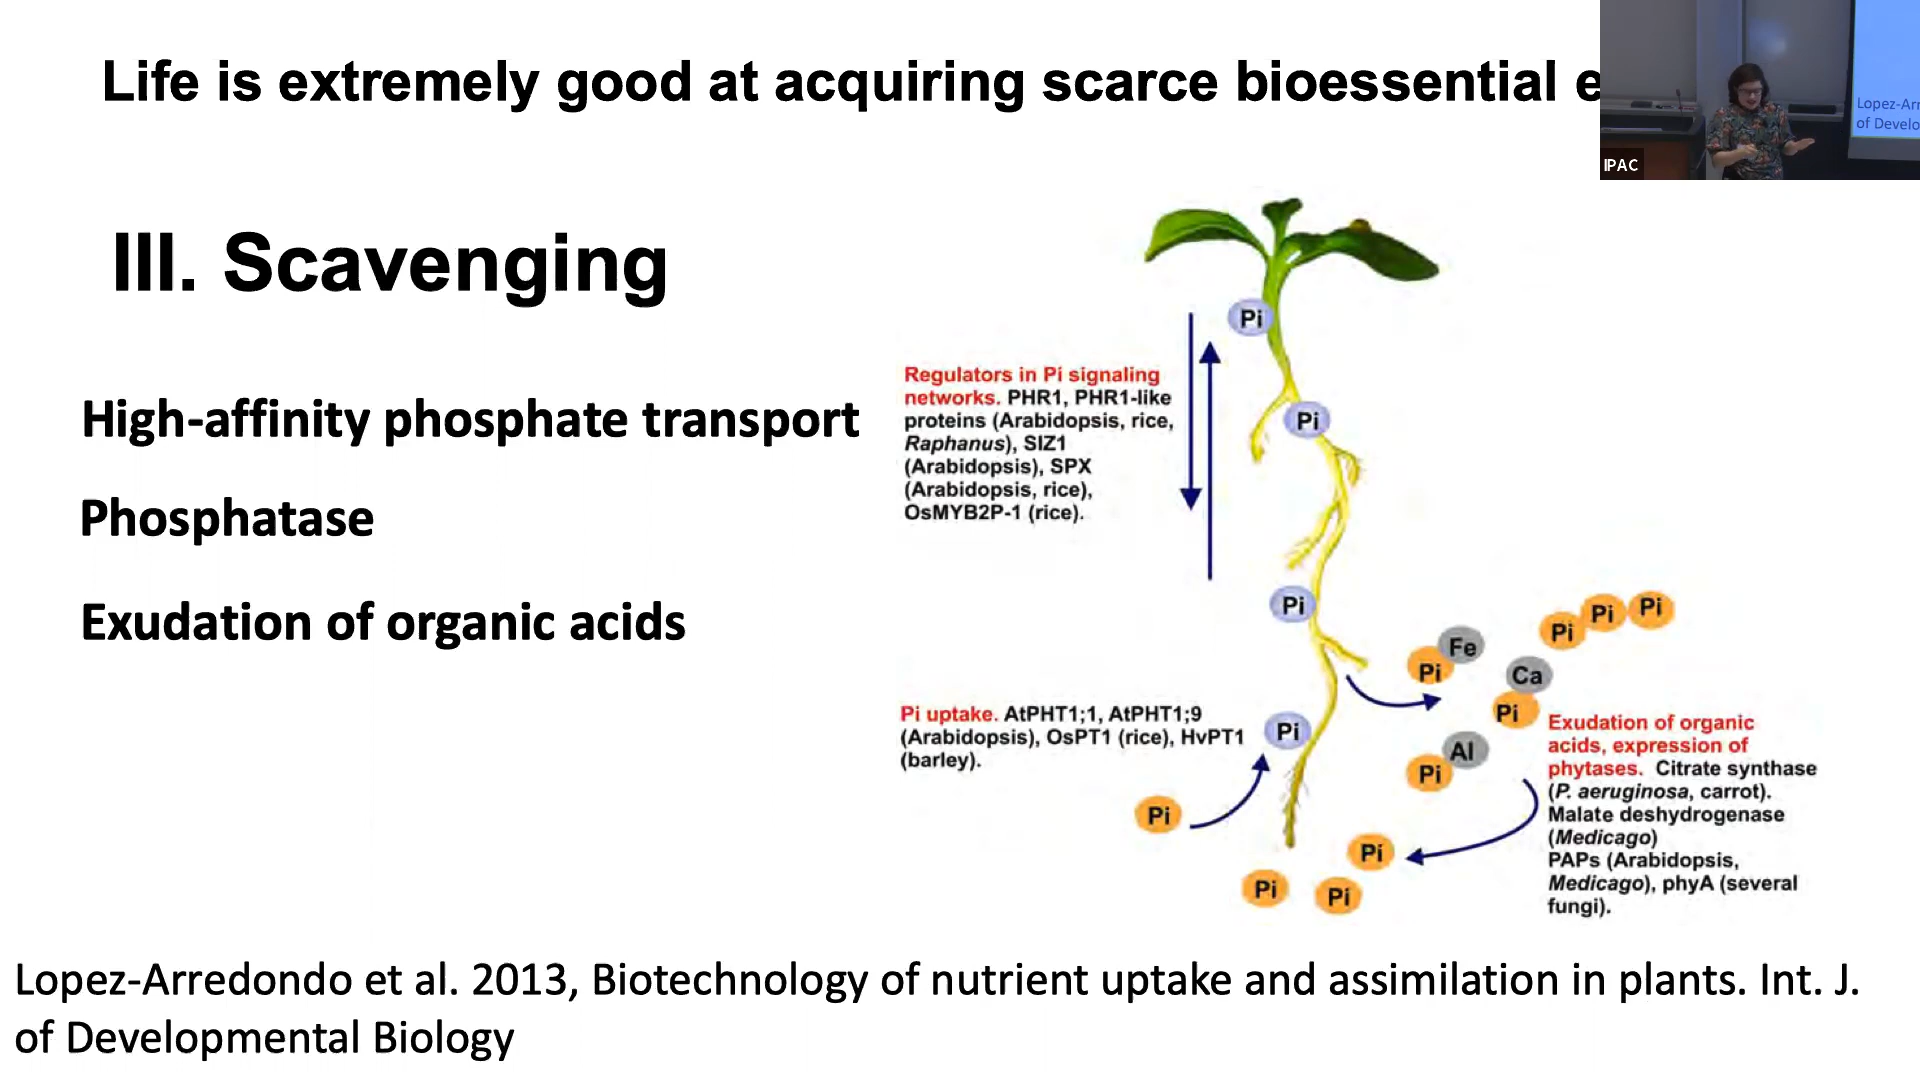 Life is extremely good at acquiring scarce bioessential
Lopez-Arr
of Develo
IPAC
III. Scavenging
High-affinity phosphate transport
Phosphatase
Exudation of organic acids
Pi
Regulators in Pi signaling
networks. PHR1, PHR1-like
proteins (Arabidopsis, rice,
Raphanus), SIZ1
(Arabidopsis), SPX
(Arabidopsis, rice),
OsMYB2P-1 (rice).
Pi
Pi
Pi Fe
Pi Pi Pi
Ca
Pi
Al
Pi
Pi uptake. AtPHT1;1, AtPHT1;9
(Arabidopsis), OsPT1 (rice), HvPT1
(barley).
Pi
Pi
Exudation of organic
acids, expression of
phytases. Citrate synthase
(P. aeruginosa, carrot).
Malate deshydrogenase
(Medicago)
PAPs (Arabidopsis,
Medicago), phyA (several
fungi).
Pi
Pi
Pi
Lopez-Arredondo et al. 2013, Biotechnology of nutrient uptake and assimilation in plants. Int. J.
of Developmental Biology